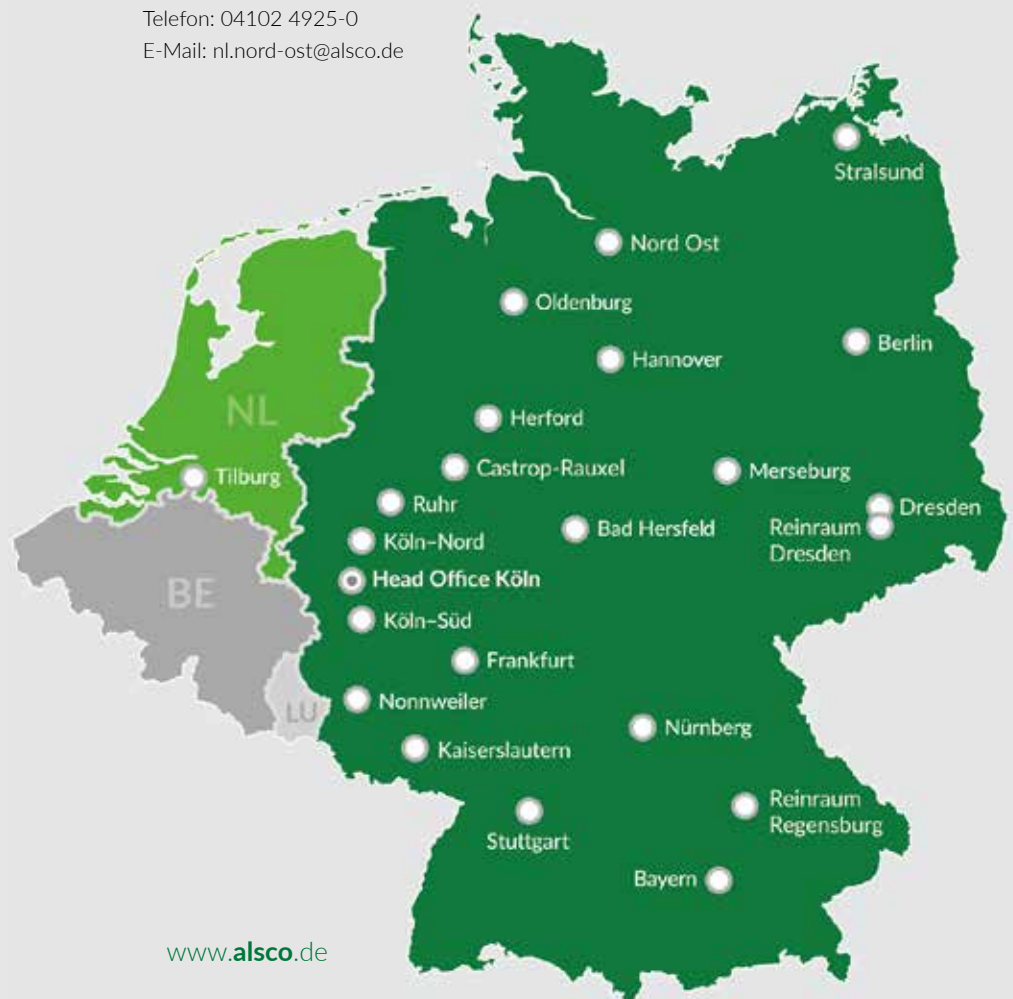 Telefon: 04102 4925-0
E-Mail: nl.nord-ost@alsco.de
Stralsund
Nord Ost
Oldenburg
Berlin
Hannover
NL
Herford
Castrop-Rauxel
Merseburg
Tilburg
Ruhr
Dresden
Bad Hersfeld
Reinraum
Dresden
Köln–Nord
Head Office Köln
BE
Köln–Süd
Frankfurt
Nonnweiler
LU
Nürnberg
Kaiserslautern
Reinraum
Regensburg
Stuttgart
Bayern
www.alsco.de